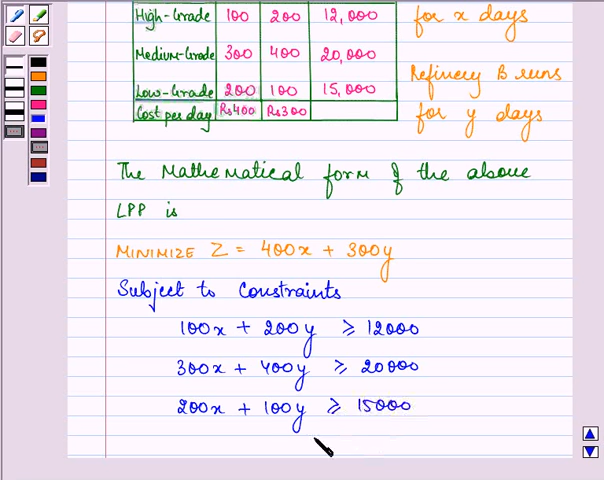 High-Grade 100 200 12,000 for x days
Medium-Grade 300 400 20,000
Refinery B runs
Low-Grade 200 100 15,000
Cost per day Rs400 Rs300 for y days
The Mathematical form of the above
LPP is
MINIMIZE Z = 400x + 300y
Subject to Constraints
100x + 200y ≥ 12000
300x + 400y ≥ 20000
200x + 100y ≥ 15000